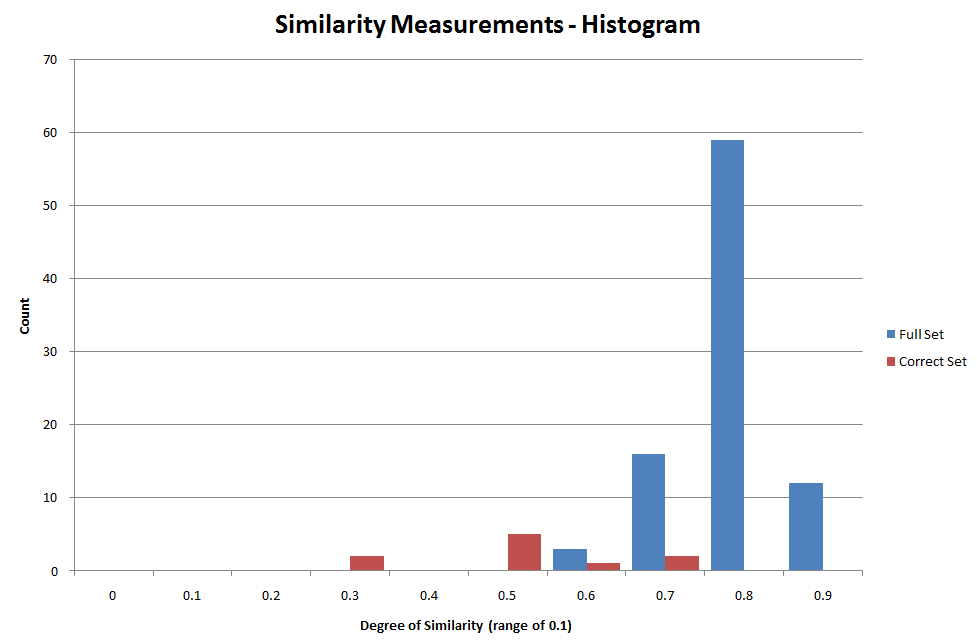 Similarity Measurements - Histogram
70
60
50
40
30
20
10
0
Count
0 0.1 0.2 0.3 0.4 0.5 0.6 0.7 0.8 0.9
Degree of Similarity (range of 0.1)
Full Set
Correct Set